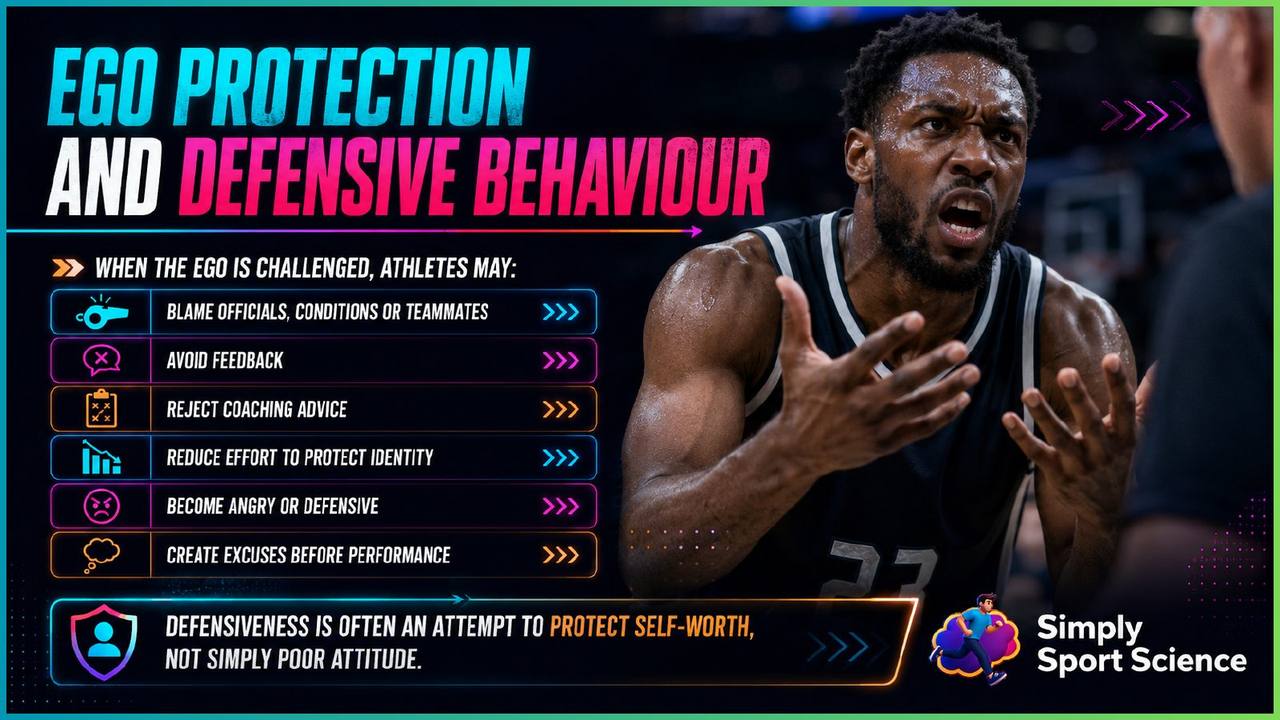 EGO PROTECTION
AND DEFENSIVE BEHAVIOUR
WHEN THE EGO IS CHALLENGED, ATHLETES MAY:
BLAME OFFICIALS, CONDITIONS OR TEAMMATES
AVOID FEEDBACK
REJECT COACHING ADVICE
REDUCE EFFORT TO PROTECT IDENTITY
BECOME ANGRY OR DEFENSIVE
CREATE EXCUSES BEFORE PERFORMANCE
23
DEFENSIVENESS IS OFTEN AN ATTEMPT TO PROTECT SELF-WORTH,
NOT SIMPLY POOR ATTITUDE.
Simply
Sport Science